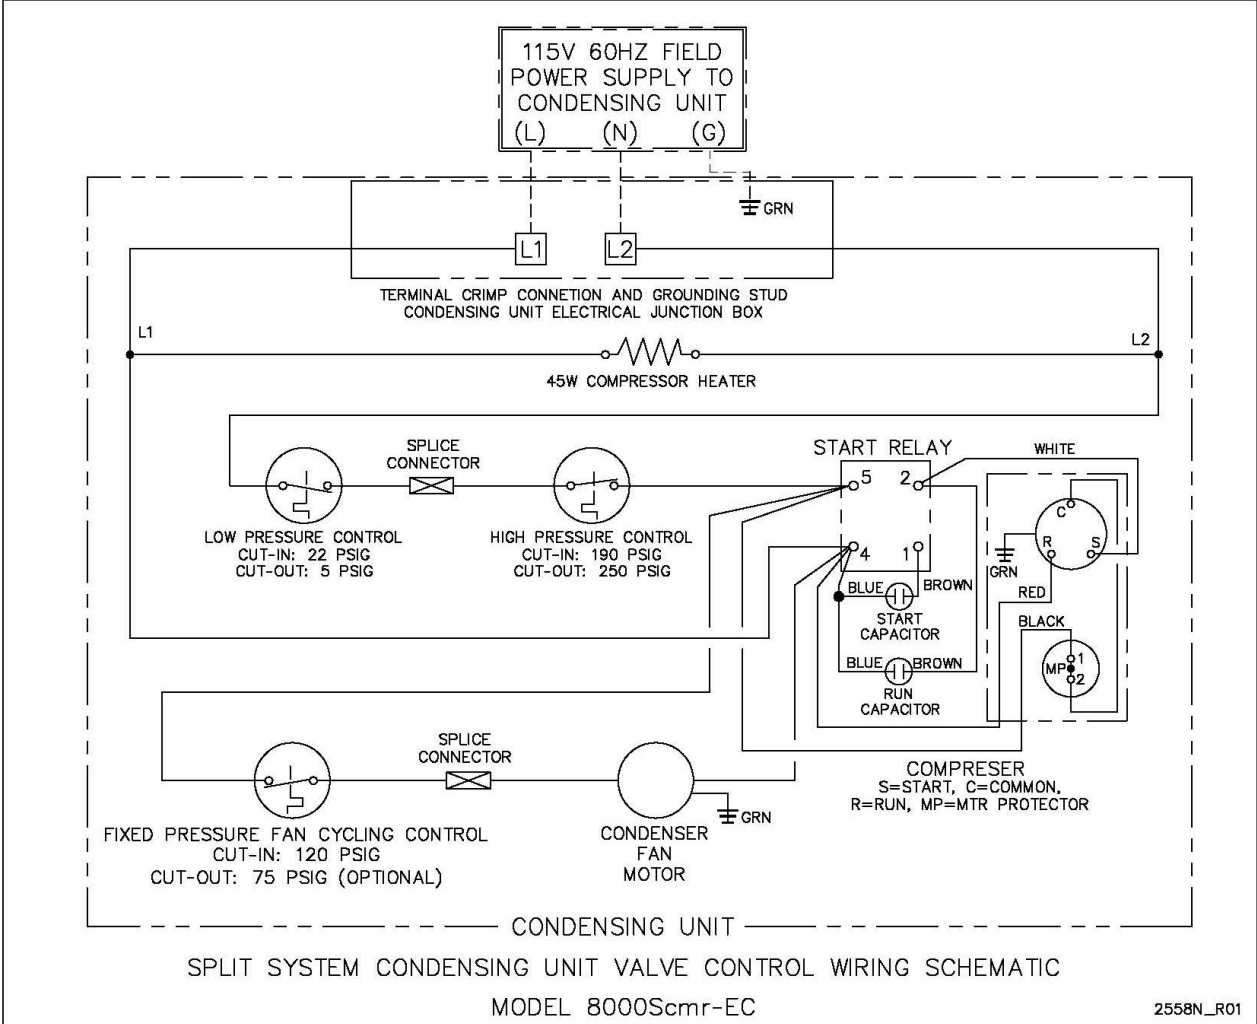 115V 60HZ FIELD
POWER SUPPLY TO
CONDENSING UNIT
(L) (N) (G)
GRN
L1 L2
TERMINAL CRIMP CONNETION AND GROUNDING STUD
CONDENSING UNIT ELECTRICAL JUNCTION BOX
L1
L2
45W COMPRESSOR HEATER
SPLICE
CONNECTOR
START RELAY
WHITE
5 2
C
LOW PRESSURE CONTROL
CUT-IN: 22 PSIG
CUT-OUT: 5 PSIG
HIGH PRESSURE CONTROL
CUT-IN: 190 PSIG
CUT-OUT: 250 PSIG
4 1
R S
GRN
BLUE BROWN
START
CAPACITOR
RED
BLACK
BLUE BROWN
RUN
CAPACITOR
MP 1
2
SPLICE
CONNECTOR
COMPRESER
S=START, C=COMMON,
R=RUN, MP=MTR PROTECTOR
GRN
FIXED PRESSURE FAN CYCLING CONTROL
CUT-IN: 120 PSIG
CUT-OUT: 75 PSIG (OPTIONAL)
CONDENSER
FAN
MOTOR
CONDENSING UNIT
SPLIT SYSTEM CONDENSING UNIT VALVE CONTROL WIRING SCHEMATIC
MODEL 8000Scmr-EC
2558N_R01